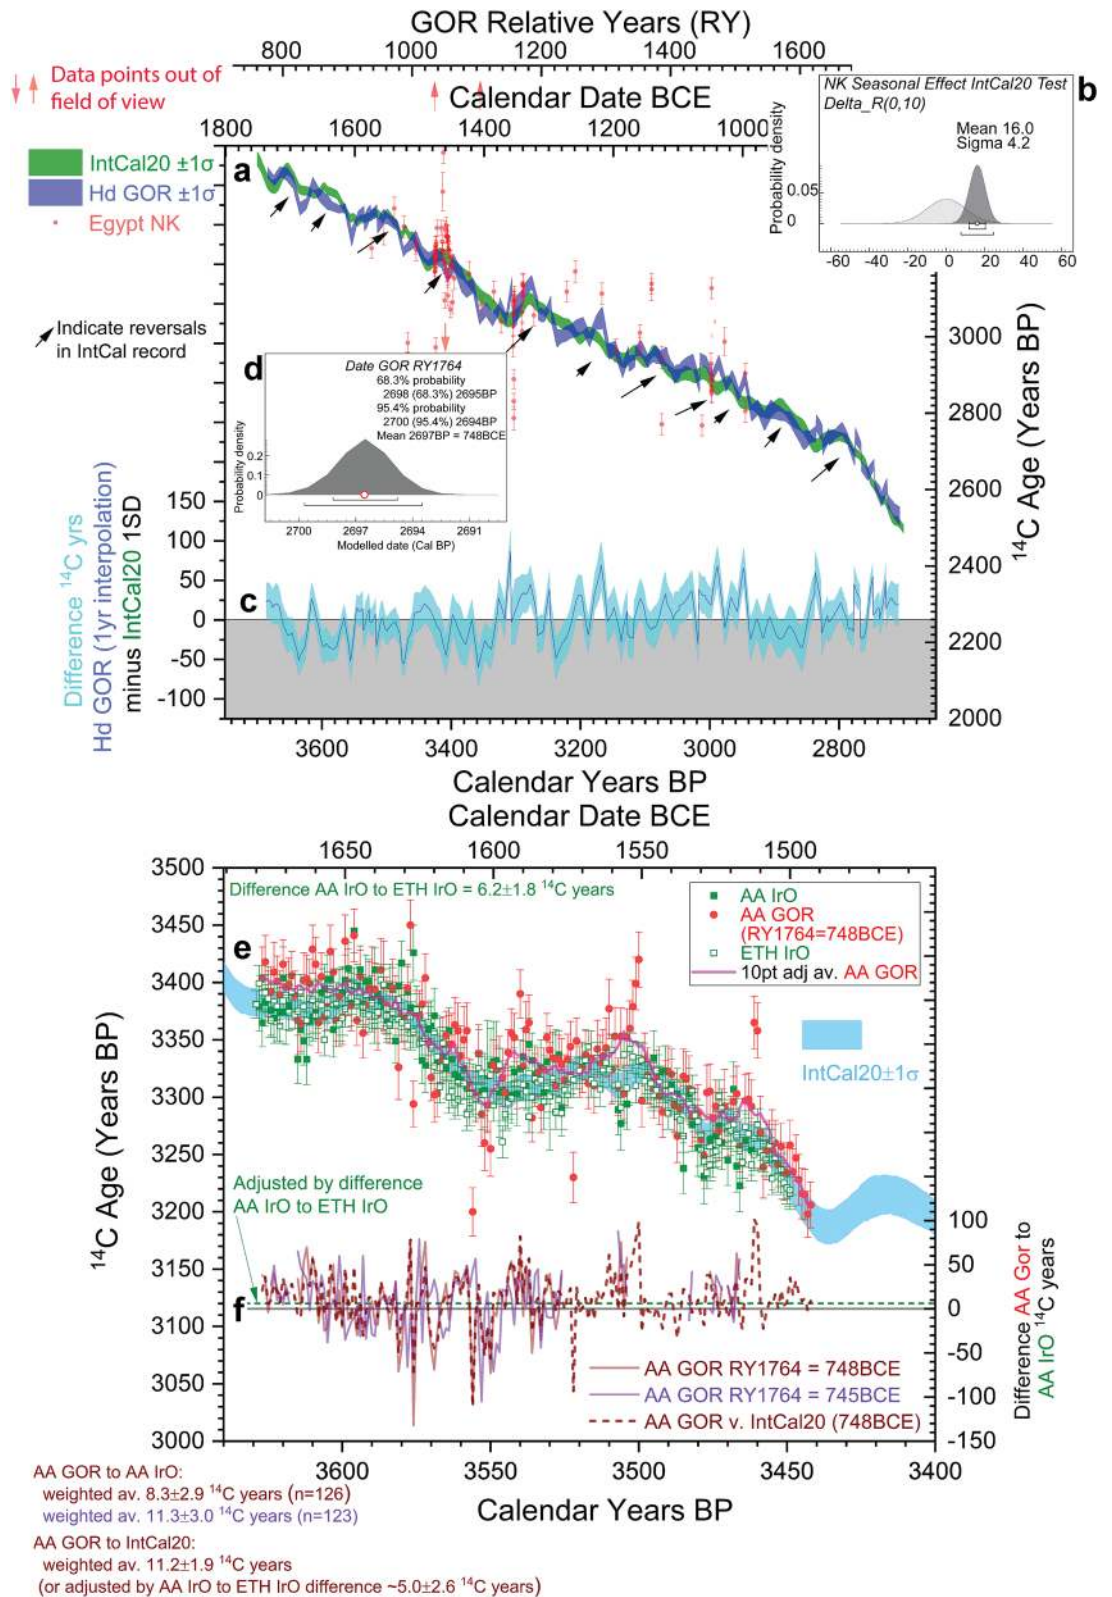 GOR Relative Years (RY)
800 1000 1200 1400 1600
Data points out of
field of view
Calendar Date BCE
1800 1600 1400 1200 1000
b
NK Seasonal Effect IntCal20 Test
Delta_R(0,10)
Mean 16.0
Sigma 4.2
Probability density
0.05
0
-60 -40 -20 0 20 40 60
a
IntCal20 ±1σ
Hd GOR ±1σ
Egypt NK
Indicate reversals
in IntCal record
d
Date GOR RY1764
68.3% probability
2698 (68.3%) 2695BP
95.4% probability
2700 (95.4%) 2694BP
Mean 2697BP = 748BCE
Probability density
0.2
0.1
0
2700 2697 2694 2691
Modelled date (Cal BP)
3000
2800
2600
2400
2200
2000
¹⁴C Age (Years BP)
Difference ¹⁴C yrs
Hd GOR (1yr interpolation)
minus IntCal20 1SD
150
100
50
0
-50
-100
c
3600 3400 3200 3000 2800
Calendar Years BP
Calendar Date BCE
1650 1600 1550 1500
3500
3450
3400
3350
3300
3250
3200
3150
3100
3050
3000
¹⁴C Age (Years BP)
Difference AA IrO to ETH IrO = 6.2±1.8 ¹⁴C years
e
AA IrO
AA GOR
(RY1764=748BCE)
ETH IrO
10pt adj av. AA GOR
IntCal20±1σ
Adjusted by difference
AA IrO to ETH IrO
f
100
50
0
-50
-100
-150
Difference AA Gor to
AA IrO ¹⁴C years
AA GOR RY1764 = 748BCE
AA GOR RY1764 = 745BCE
AA GOR v. IntCal20 (748BCE)
3600 3550 3500 3450 3400
Calendar Years BP
AA GOR to AA IrO:
weighted av. 8.3±2.9 ¹⁴C years (n=126)
weighted av. 11.3±3.0 ¹⁴C years (n=123)
AA GOR to IntCal20:
weighted av. 11.2±1.9 ¹⁴C years
(or adjusted by AA IrO to ETH IrO difference ~5.0±2.6 ¹⁴C years)